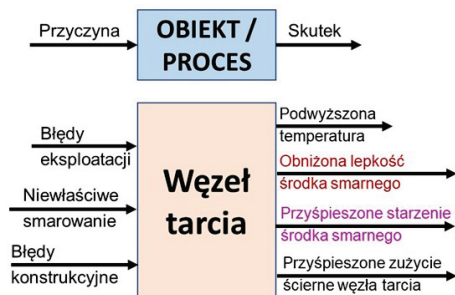 Przyczyna
OBIEKT /
PROCES
Skutek
Błędy
eksploatacji
Niewłaściwe
smarowanie
Błędy
konstrukcyjne
Węzeł
tarcia
Podwyższona
temperatura
Obniżona lepkość
środka smarnego
Przyśpieszone starzenie
środka smarnego
Przyśpieszone zużycie
ścierne węzła tarcia